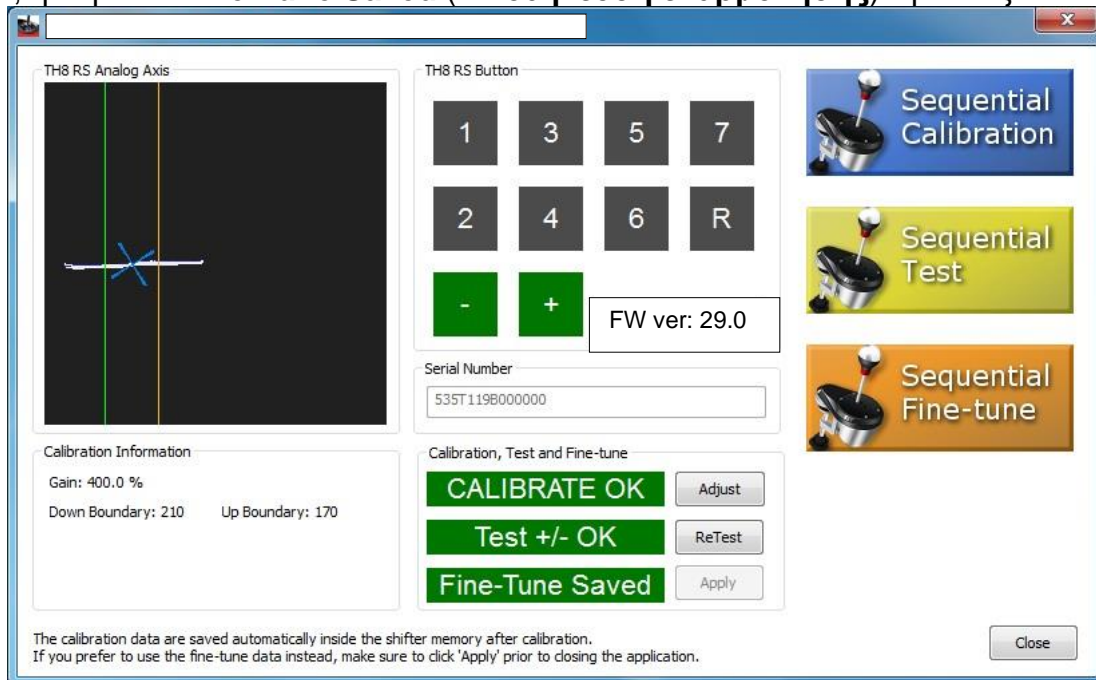 TH8 RS Analog Axis
TH8 RS Button
1 3 5 7
2 4 6 R
- +
FW ver: 29.0
Serial Number
535T119B000000
Calibration Information
Gain: 400.0 %
Down Boundary: 210 Up Boundary: 170
Calibration, Test and Fine-tune
CALIBRATE OK Adjust
Test +/- OK ReTest
Fine-Tune Saved Apply
Sequential
Calibration
Sequential
Test
Sequential
Fine-tune
The calibration data are saved automatically inside the shifter memory after calibration.
If you prefer to use the fine-tune data instead, make sure to click 'Apply' prior to closing the application.
Close